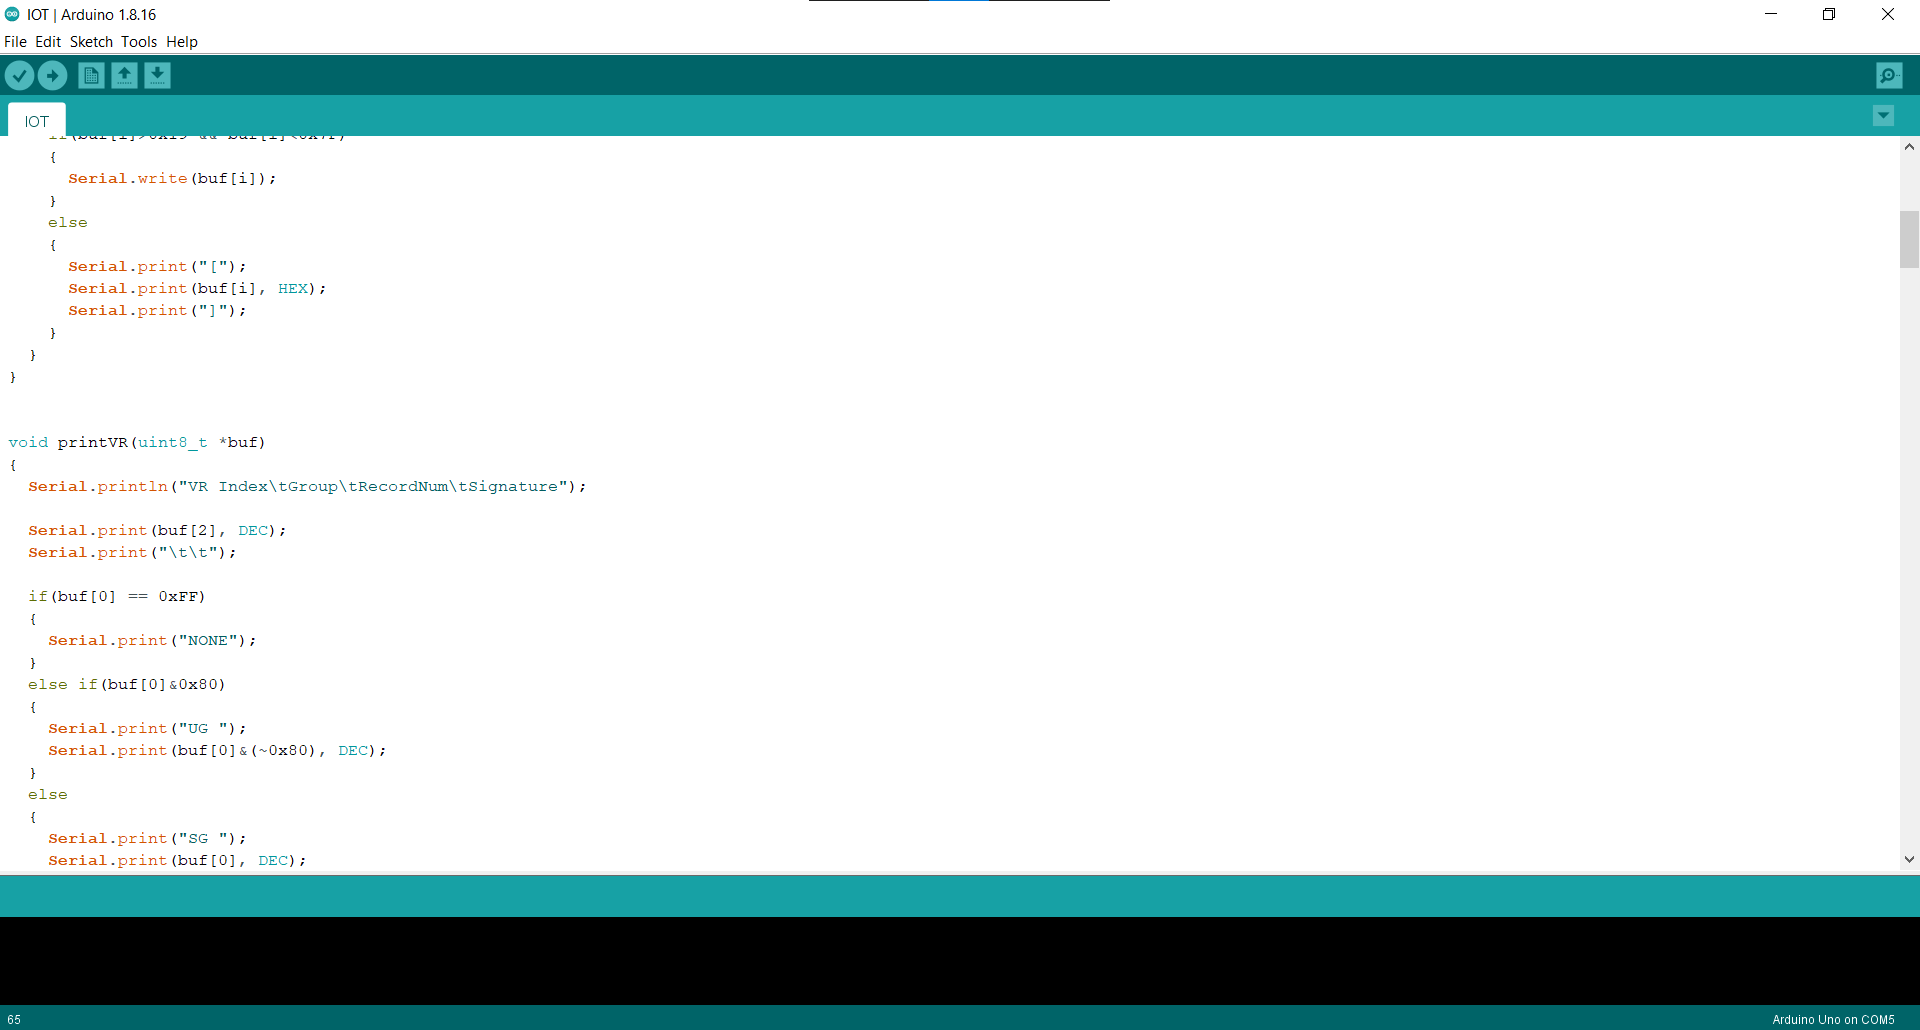 IOT | Arduino 1.8.16
File Edit Sketch Tools Help
IOT
{
Serial.write(buf[i]);
}
else
{
Serial.print("[");
Serial.print(buf[i], HEX);
Serial.print("]");
}
}
}
void printVR(uint8_t *buf)
{
Serial.println("VR Index\tGroup\tRecordNum\tSignature");
Serial.print(buf[2], DEC);
Serial.print("\t\t");
if(buf[0] == 0xFF)
{
Serial.print("NONE");
}
else if(buf[0]&0x80)
{
Serial.print("UG ");
Serial.print(buf[0]&(~0x80), DEC);
}
else
{
Serial.print("SG ");
Serial.print(buf[0], DEC);
65
Arduino Uno on COM5